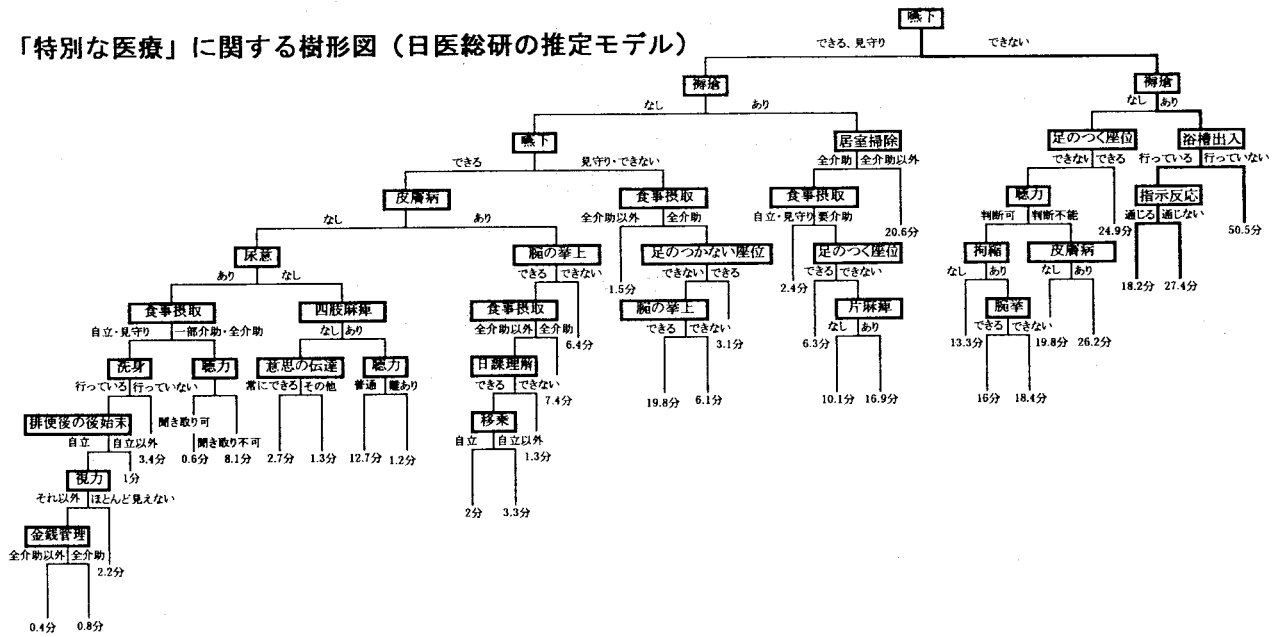 嚥下
「特別な医療」に関する樹形図（日医総研の推定モデル）
できる、見守り できない
褥瘡 褥瘡
なし あり なし あり
嚥下 居室掃除 足のつく座位 浴槽出入
できる 見守り・できない 全介助 全介助以外 できない できる 行っている 行っていない
皮膚病 食事摂取 食事摂取 聴力 指示反応
なし あり 全介助以外 全介助 自立・見守り 要介助 20.6分 判断可 判断不能 24.9分 通じる 通じない 50.5分
尿意 腕の挙上 足のつかない座位 足のつく座位 拘縮 皮膚病
あり なし できる できない 1.5分 できない できる 2.4分 できる できない なし あり なし あり 18.2分 27.4分
食事摂取 四肢麻痺 食事摂取 腕の挙上 片麻痺 腕挙
自立・見守り 一部介助・全介助 なし あり 全介助以外 全介助 6.4分 できる できない 3.1分 6.3分 なし あり 13.3分 できる できない 19.8分 26.2分
洗身 聴力 意思の伝達 聴力 日課理解
行っている 行っていない 常にできる その他 普通 難あり できる できない 7.4分 19.8分 6.1分 10.1分 16.9分 16分 18.4分
排便後の後始末 聞き取り可 移乗
自立 自立以外 聞き取り不可 自立 自立以外
3.4分 0.6分 8.1分 2.7分 1.3分 12.7分 1.2分 1.3分
視力 1分
それ以外 ほとんど見えない
2分 3.3分
金銭管理
全介助以外 全介助
2.2分
0.4分 0.8分